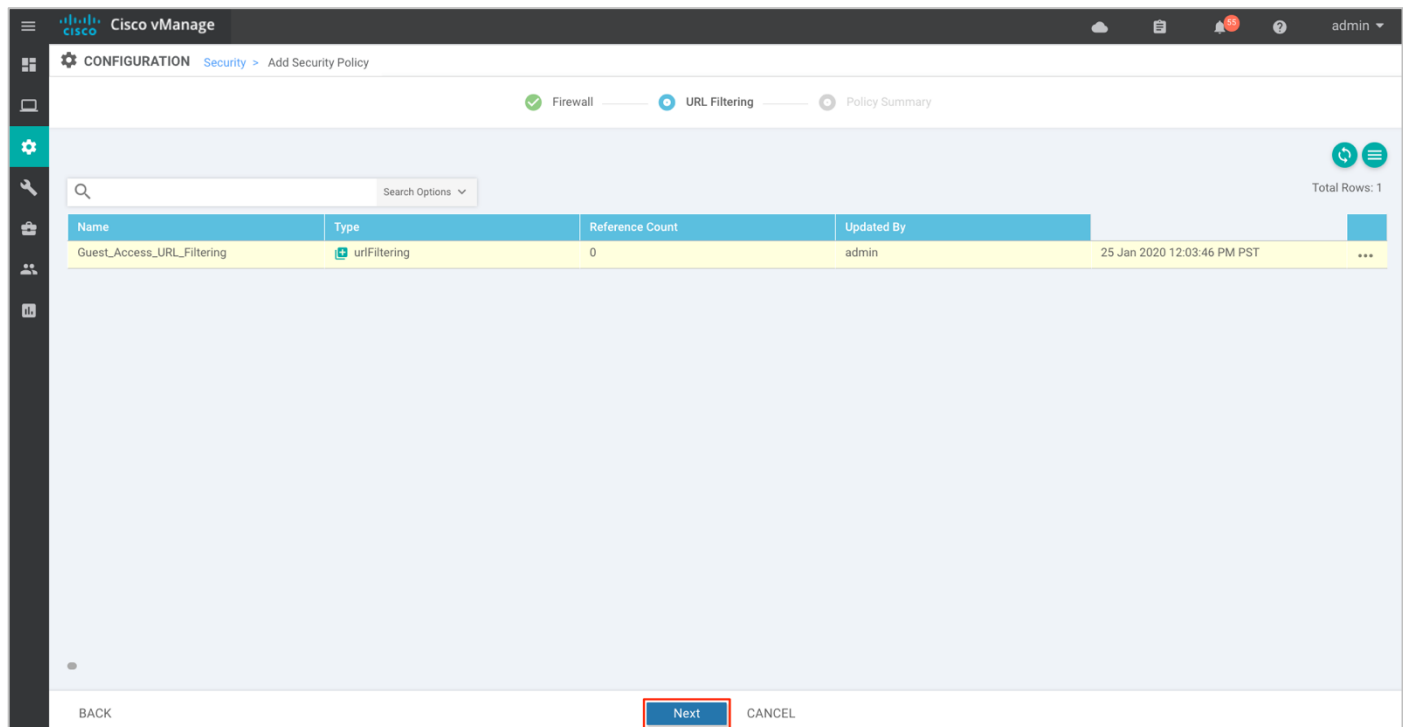 cisco Cisco vManage 55 admin
CONFIGURATION Security > Add Security Policy
Firewall URL Filtering Policy Summary
Search Options Total Rows: 1
Name Type Reference Count Updated By
Guest_Access_URL_Filtering urlFiltering 0 admin 25 Jan 2020 12:03:46 PM PST ...
BACK Next CANCEL